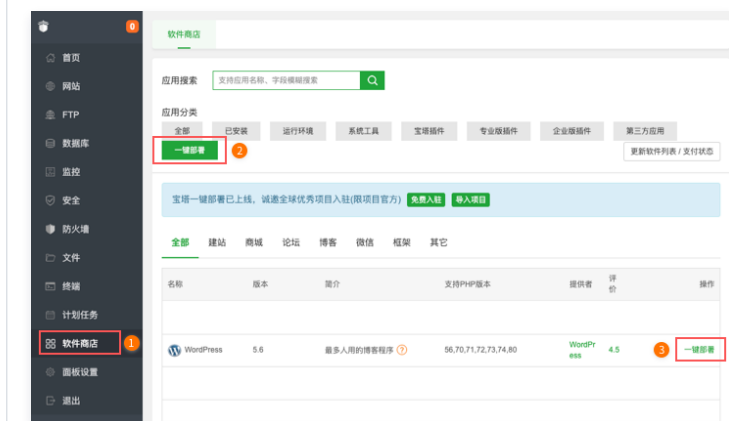 0
首页
网站
FTP
数据库
监控
安全
防火墙
文件
终端
计划任务
软件商店
1
面板设置
退出
软件商店
应用搜索 支持应用名称、字段模糊搜索
应用分类
全部 已安装 运行环境 系统工具 宝塔插件 专业版插件 企业版插件 第三方应用
一键部署 2 更新软件列表 / 支付状态
宝塔一键部署已上线，诚邀全球优秀项目入驻(限项目官方) 免费入驻 导入项目
全部 建站 商城 论坛 博客 微信 框架 其它
名称 版本 简介 支持PHP版本 提供者 评价 操作
WordPress 5.6 最多人用的博客程序 ? 56,70,71,72,73,74,80 WordPress 4.5 3 一键部署